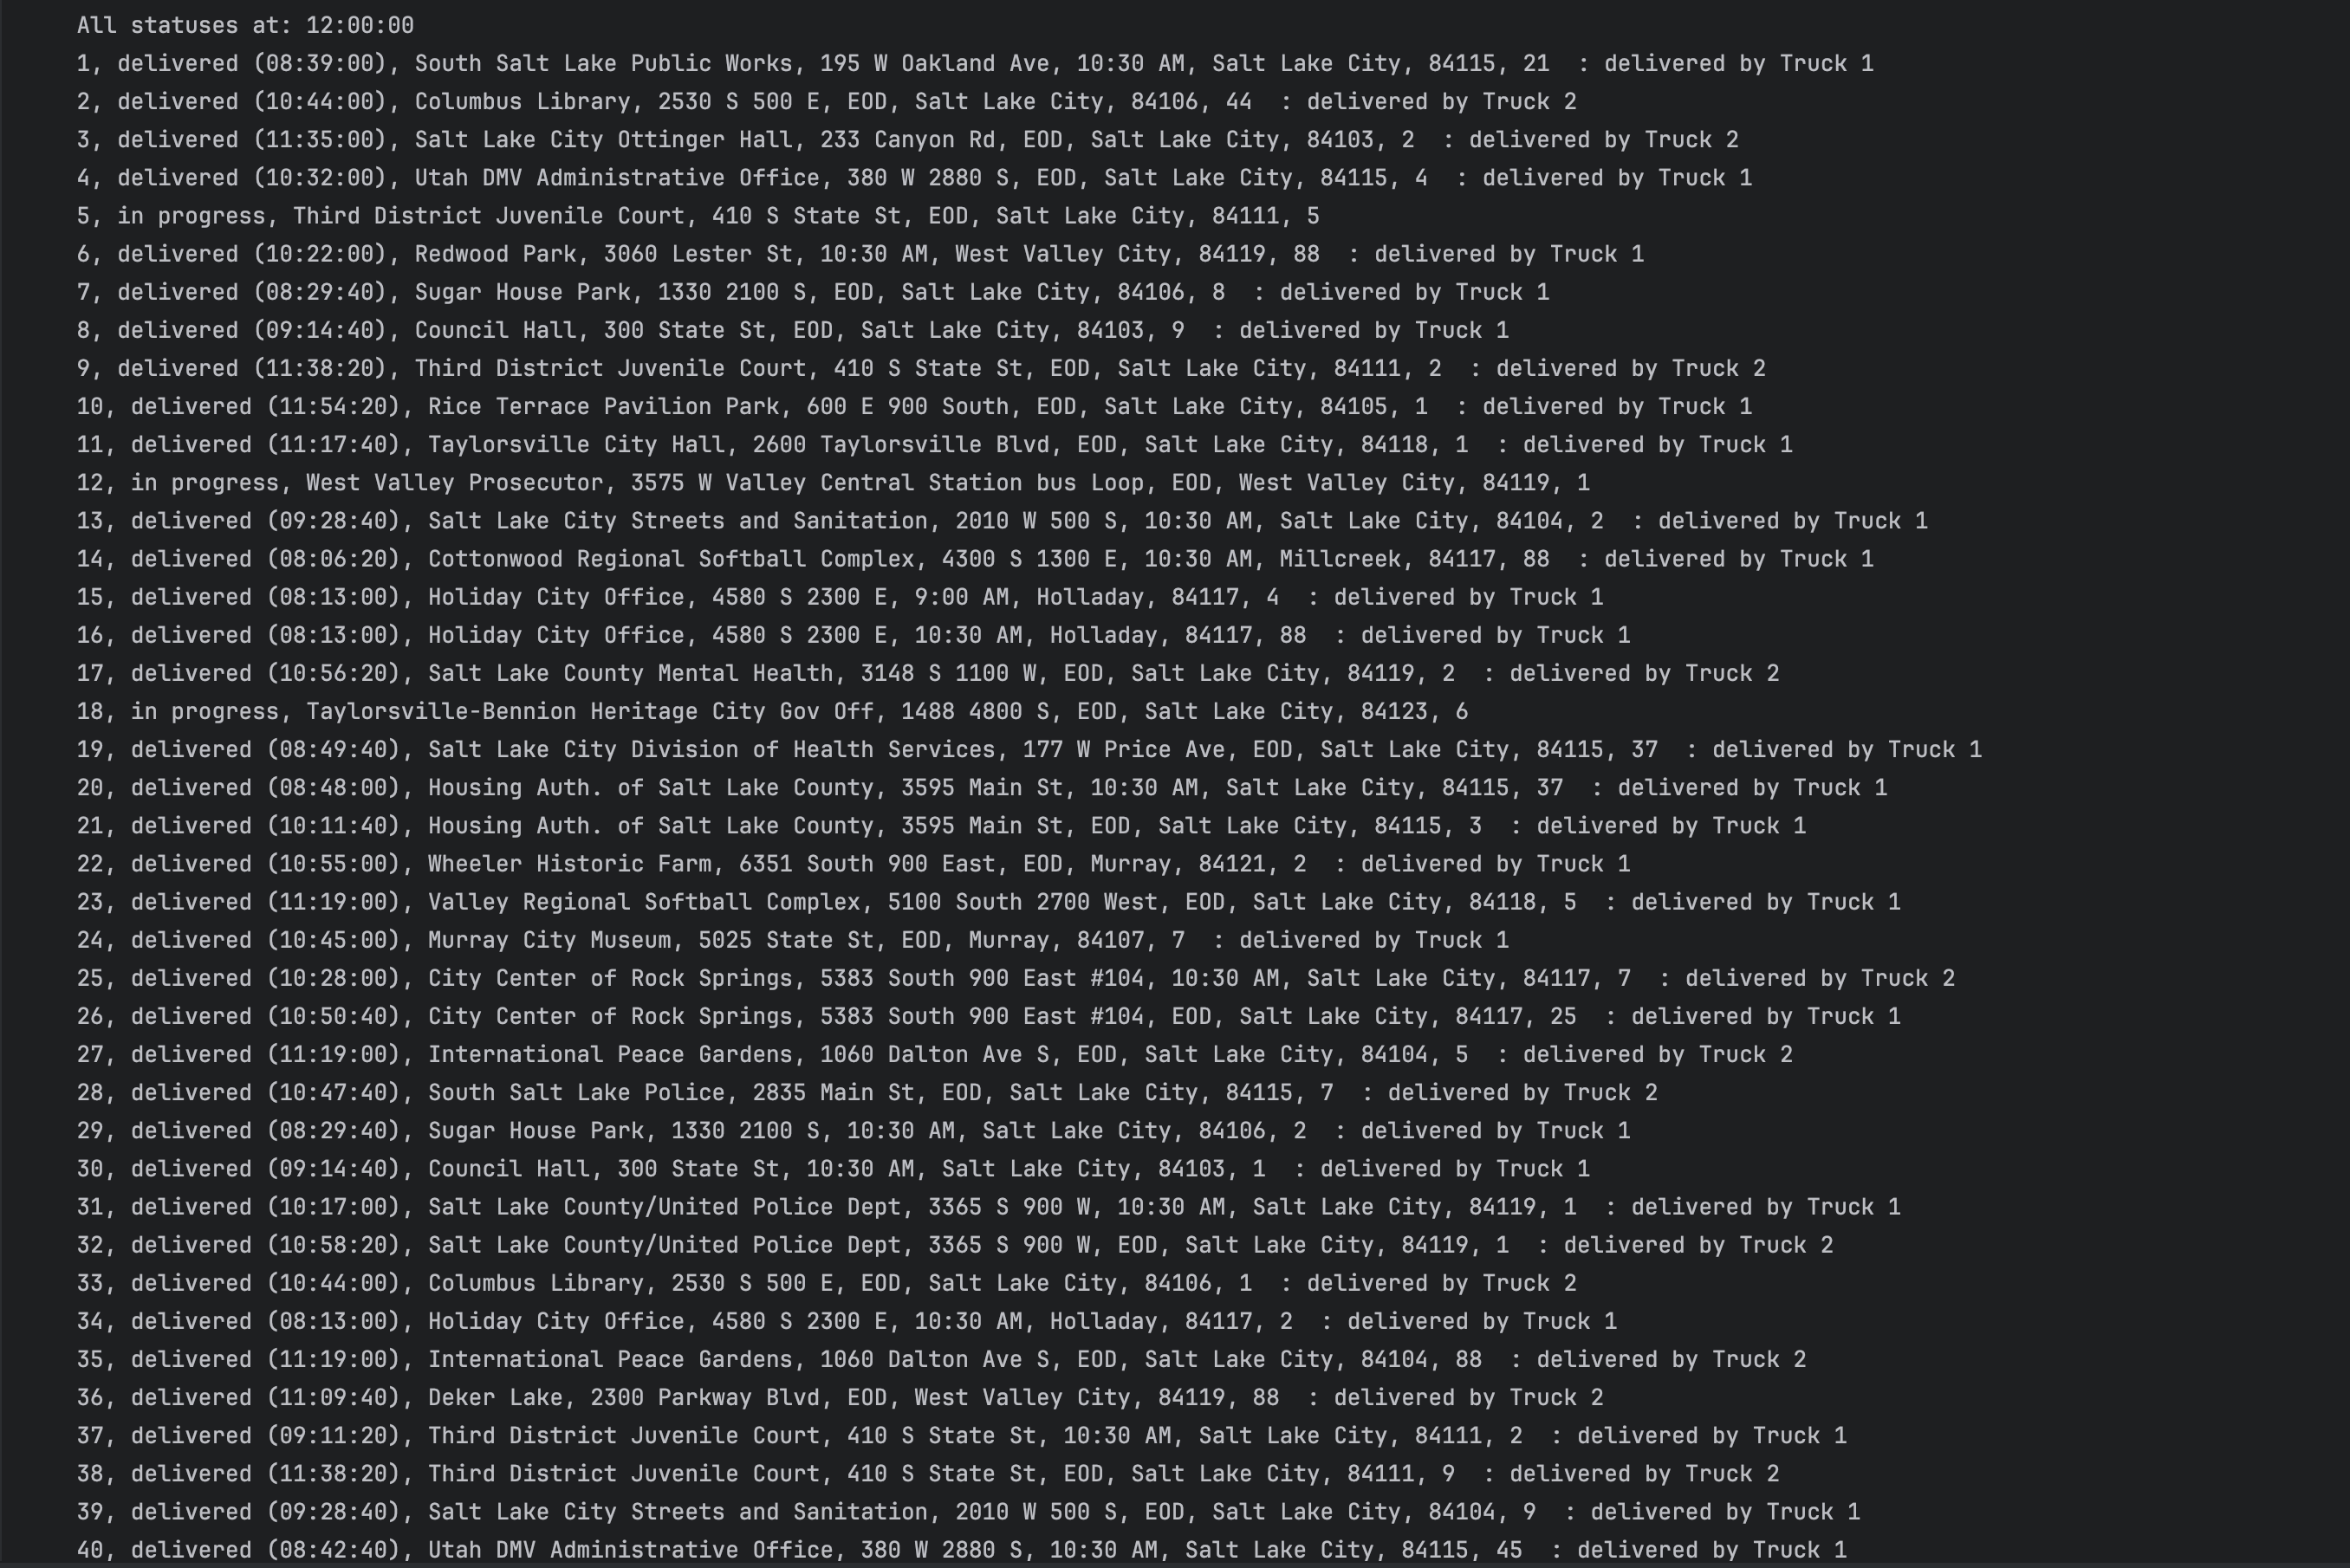 All statuses at: 12:00:00
1, delivered (08:39:00), South Salt Lake Public Works, 195 W Oakland Ave, 10:30 AM, Salt Lake City, 84115, 21  : delivered by Truck 1
2, delivered (10:44:00), Columbus Library, 2530 S 500 E, EOD, Salt Lake City, 84106, 44  : delivered by Truck 2
3, delivered (11:35:00), Salt Lake City Ottinger Hall, 233 Canyon Rd, EOD, Salt Lake City, 84103, 2  : delivered by Truck 2
4, delivered (10:32:00), Utah DMV Administrative Office, 380 W 2880 S, EOD, Salt Lake City, 84115, 4  : delivered by Truck 1
5, in progress, Third District Juvenile Court, 410 S State St, EOD, Salt Lake City, 84111, 5
6, delivered (10:22:00), Redwood Park, 3060 Lester St, 10:30 AM, West Valley City, 84119, 88  : delivered by Truck 1
7, delivered (08:29:40), Sugar House Park, 1330 2100 S, EOD, Salt Lake City, 84106, 8  : delivered by Truck 1
8, delivered (09:14:40), Council Hall, 300 State St, EOD, Salt Lake City, 84103, 9  : delivered by Truck 1
9, delivered (11:38:20), Third District Juvenile Court, 410 S State St, EOD, Salt Lake City, 84111, 2  : delivered by Truck 2
10, delivered (11:54:20), Rice Terrace Pavilion Park, 600 E 900 South, EOD, Salt Lake City, 84105, 1  : delivered by Truck 1
11, delivered (11:17:40), Taylorsville City Hall, 2600 Taylorsville Blvd, EOD, Salt Lake City, 84118, 1  : delivered by Truck 1
12, in progress, West Valley Prosecutor, 3575 W Valley Central Station bus Loop, EOD, West Valley City, 84119, 1
13, delivered (09:28:40), Salt Lake City Streets and Sanitation, 2010 W 500 S, 10:30 AM, Salt Lake City, 84104, 2  : delivered by Truck 1
14, delivered (08:06:20), Cottonwood Regional Softball Complex, 4300 S 1300 E, 10:30 AM, Millcreek, 84117, 88  : delivered by Truck 1
15, delivered (08:13:00), Holiday City Office, 4580 S 2300 E, 9:00 AM, Holladay, 84117, 4  : delivered by Truck 1
16, delivered (08:13:00), Holiday City Office, 4580 S 2300 E, 10:30 AM, Holladay, 84117, 88  : delivered by Truck 1
17, delivered (10:56:20), Salt Lake County Mental Health, 3148 S 1100 W, EOD, Salt Lake City, 84119, 2  : delivered by Truck 2
18, in progress, Taylorsville-Bennion Heritage City Gov Off, 1488 4800 S, EOD, Salt Lake City, 84123, 6
19, delivered (08:49:40), Salt Lake City Division of Health Services, 177 W Price Ave, EOD, Salt Lake City, 84115, 37  : delivered by Truck 1
20, delivered (08:48:00), Housing Auth. of Salt Lake County, 3595 Main St, 10:30 AM, Salt Lake City, 84115, 37  : delivered by Truck 1
21, delivered (10:11:40), Housing Auth. of Salt Lake County, 3595 Main St, EOD, Salt Lake City, 84115, 3  : delivered by Truck 1
22, delivered (10:55:00), Wheeler Historic Farm, 6351 South 900 East, EOD, Murray, 84121, 2  : delivered by Truck 1
23, delivered (11:19:00), Valley Regional Softball Complex, 5100 South 2700 West, EOD, Salt Lake City, 84118, 5  : delivered by Truck 1
24, delivered (10:45:00), Murray City Museum, 5025 State St, EOD, Murray, 84107, 7  : delivered by Truck 1
25, delivered (10:28:00), City Center of Rock Springs, 5383 South 900 East #104, 10:30 AM, Salt Lake City, 84117, 7  : delivered by Truck 2
26, delivered (10:50:40), City Center of Rock Springs, 5383 South 900 East #104, EOD, Salt Lake City, 84117, 25  : delivered by Truck 1
27, delivered (11:19:00), International Peace Gardens, 1060 Dalton Ave S, EOD, Salt Lake City, 84104, 5  : delivered by Truck 2
28, delivered (10:47:40), South Salt Lake Police, 2835 Main St, EOD, Salt Lake City, 84115, 7  : delivered by Truck 2
29, delivered (08:29:40), Sugar House Park, 1330 2100 S, 10:30 AM, Salt Lake City, 84106, 2  : delivered by Truck 1
30, delivered (09:14:40), Council Hall, 300 State St, 10:30 AM, Salt Lake City, 84103, 1  : delivered by Truck 1
31, delivered (10:17:00), Salt Lake County/United Police Dept, 3365 S 900 W, 10:30 AM, Salt Lake City, 84119, 1  : delivered by Truck 1
32, delivered (10:58:20), Salt Lake County/United Police Dept, 3365 S 900 W, EOD, Salt Lake City, 84119, 1  : delivered by Truck 2
33, delivered (10:44:00), Columbus Library, 2530 S 500 E, EOD, Salt Lake City, 84106, 1  : delivered by Truck 2
34, delivered (08:13:00), Holiday City Office, 4580 S 2300 E, 10:30 AM, Holladay, 84117, 2  : delivered by Truck 1
35, delivered (11:19:00), International Peace Gardens, 1060 Dalton Ave S, EOD, Salt Lake City, 84104, 88  : delivered by Truck 2
36, delivered (11:09:40), Deker Lake, 2300 Parkway Blvd, EOD, West Valley City, 84119, 88  : delivered by Truck 2
37, delivered (09:11:20), Third District Juvenile Court, 410 S State St, 10:30 AM, Salt Lake City, 84111, 2  : delivered by Truck 1
38, delivered (11:38:20), Third District Juvenile Court, 410 S State St, EOD, Salt Lake City, 84111, 9  : delivered by Truck 2
39, delivered (09:28:40), Salt Lake City Streets and Sanitation, 2010 W 500 S, EOD, Salt Lake City, 84104, 9  : delivered by Truck 1
40, delivered (08:42:40), Utah DMV Administrative Office, 380 W 2880 S, 10:30 AM, Salt Lake City, 84115, 45  : delivered by Truck 1